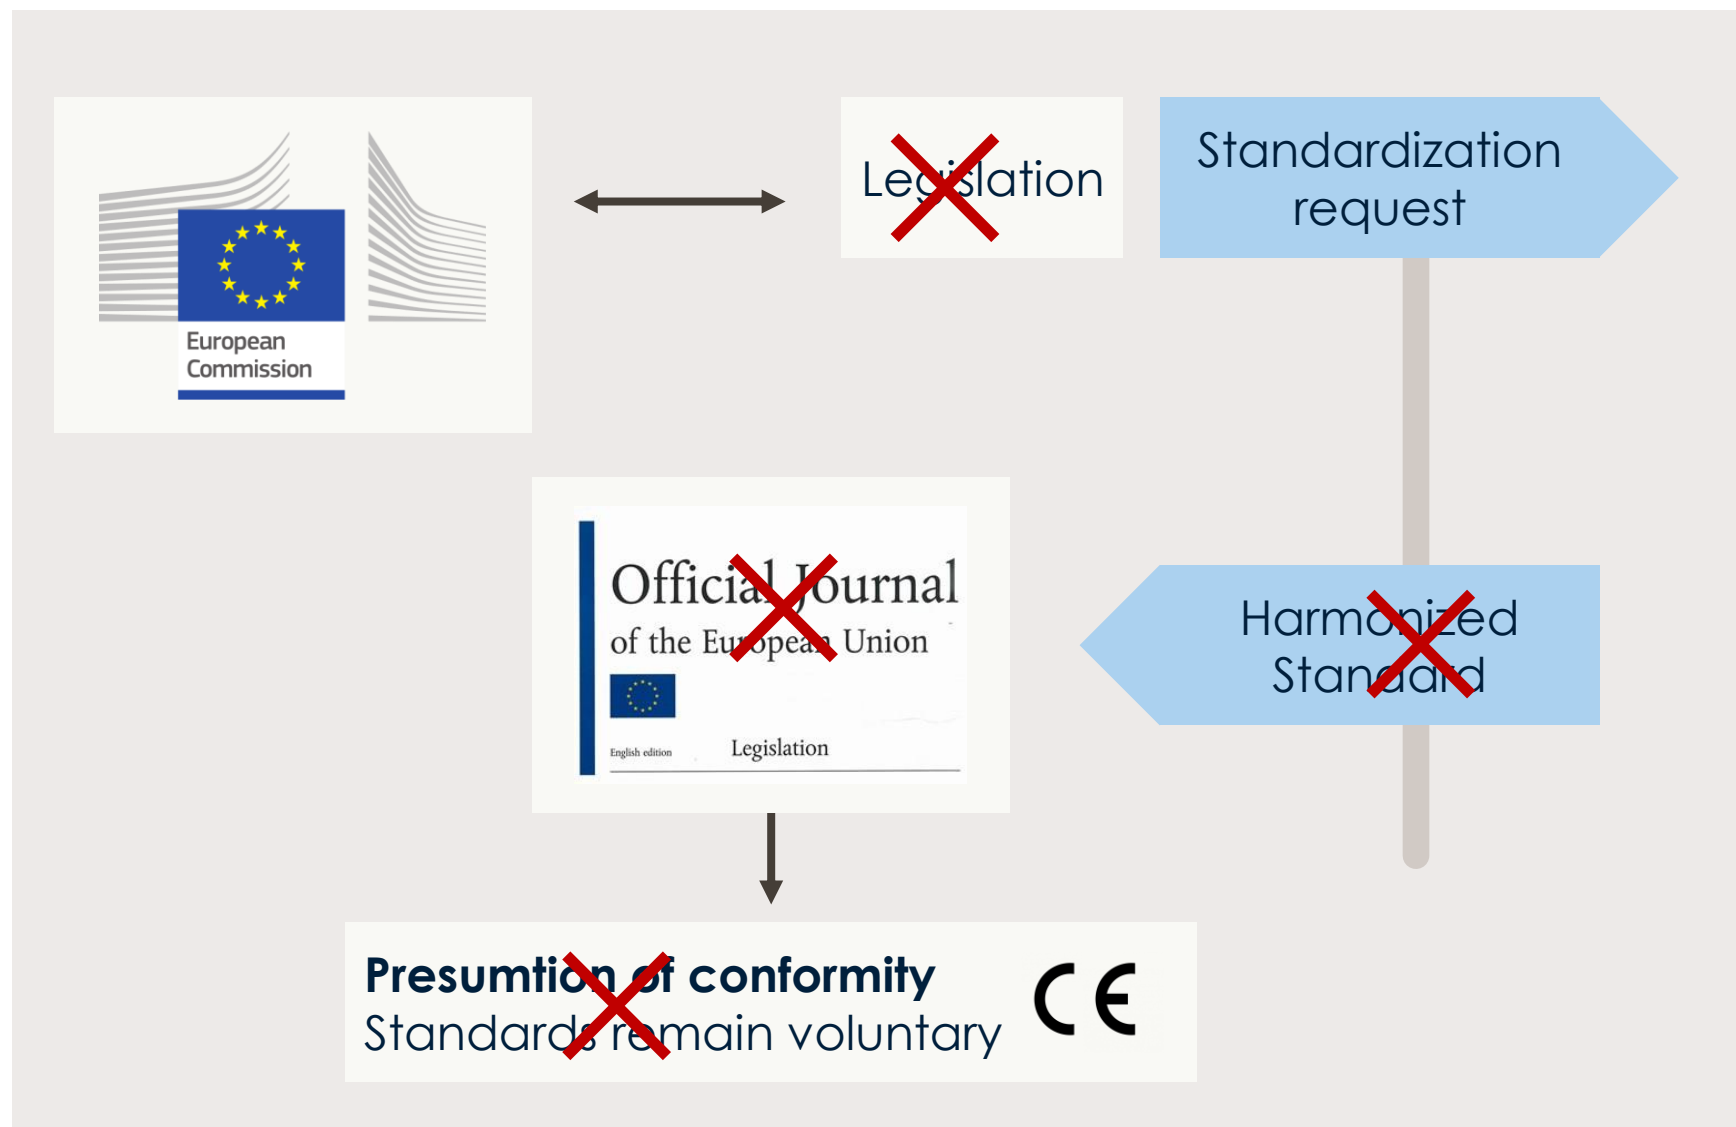 European
Commission
Legislation
Standardization
request
Official Journal
of the European Union
English edition
Legislation
Harmonized
Standard
Presumtion of conformity
Standards remain voluntary
CE